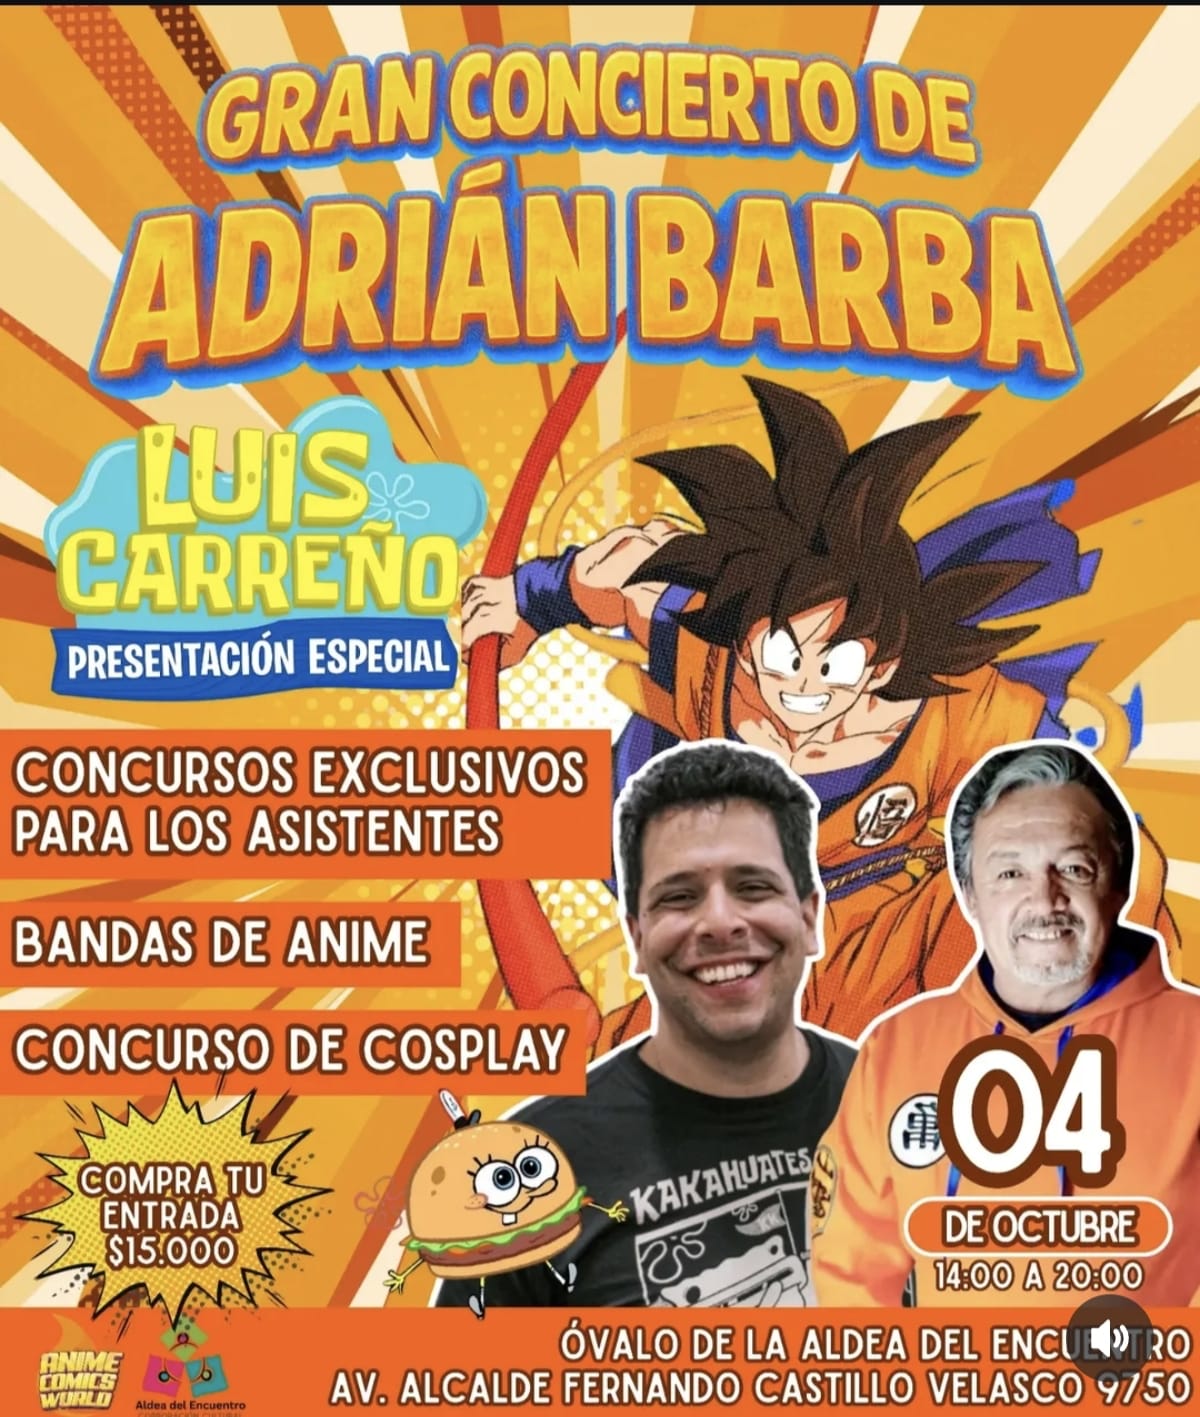 GRAN CONCIERTO DE
ADRIÁN BARBA
LUIS
CARREÑO
PRESENTACIÓN ESPECIAL
CONCURSOS EXCLUSIVOS
PARA LOS ASISTENTES
BANDAS DE ANIME
CONCURSO DE COSPLAY
COMPRA TU
ENTRADA
$15.000
KAKAHUATES
04
DE OCTUBRE
14:00 A 20:00
ÓVALO DE LA ALDEA DEL ENCUENTRO
AV. ALCALDE FERNANDO CASTILLO VELASCO 9750
ANIME
COMICS
WORLD
Aldea del Encuentro
CORPORACIÓN CULTURAL